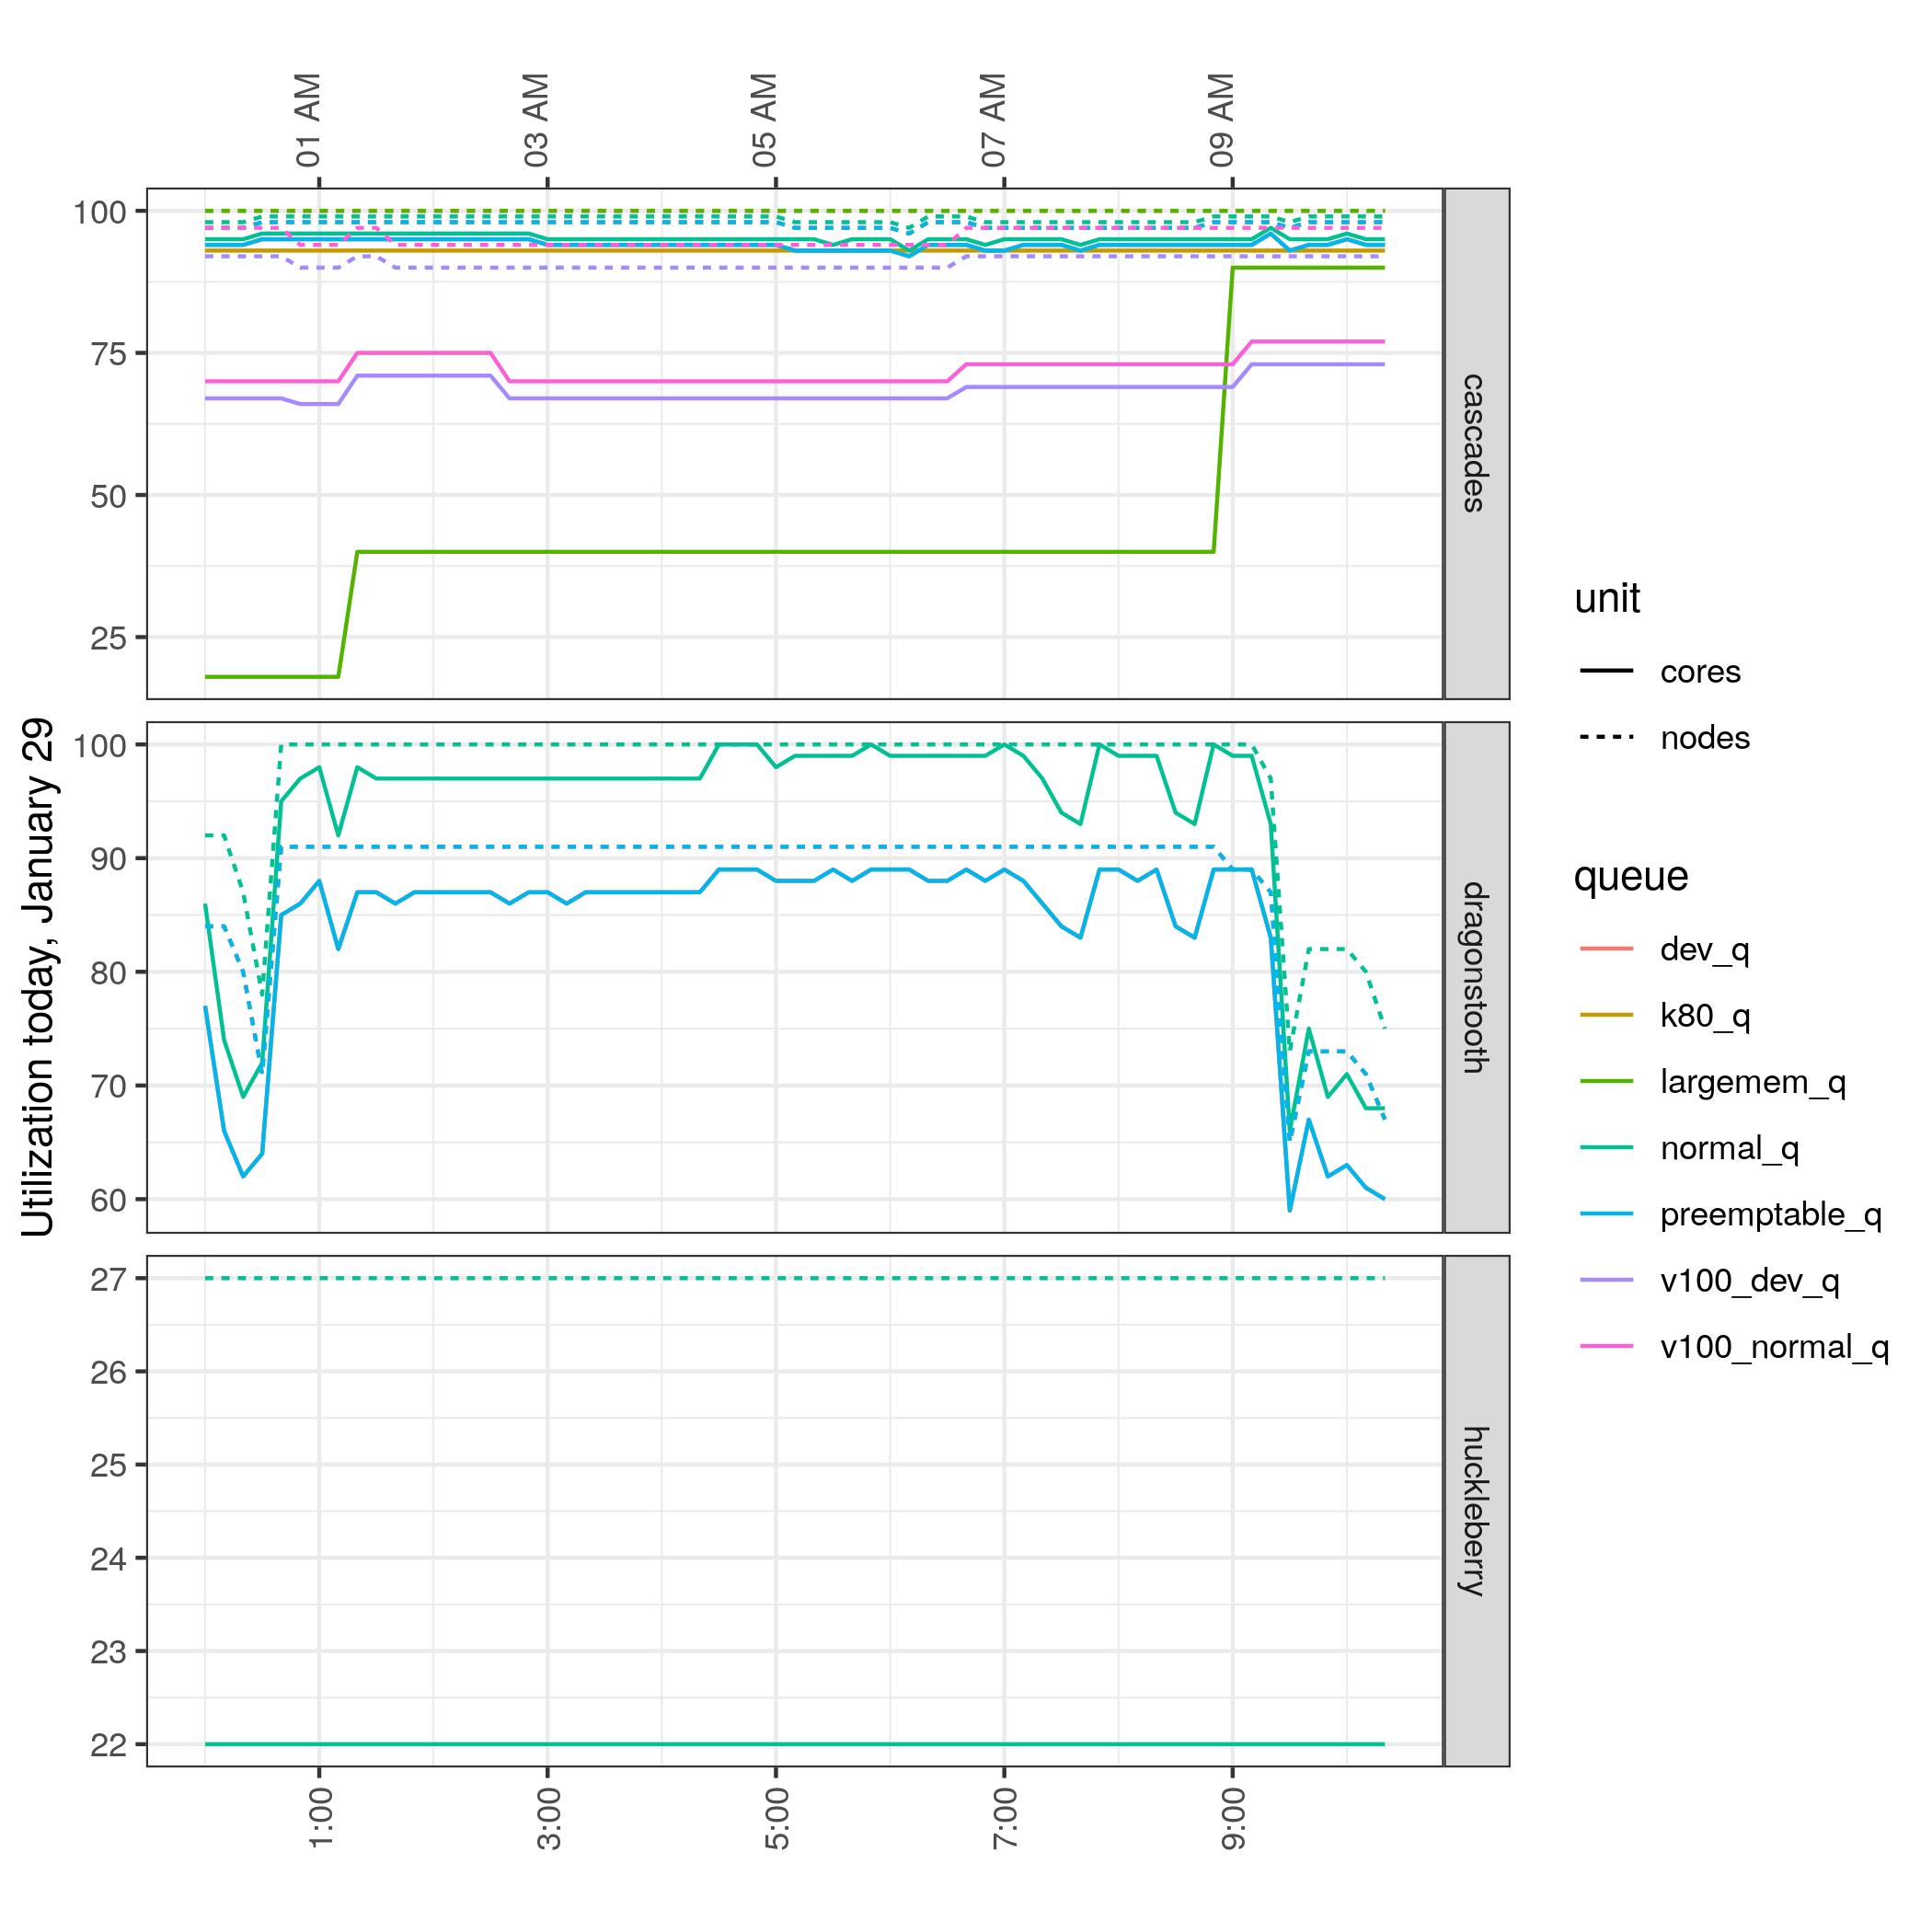 01 AM
03 AM
05 AM
07 AM
09 AM
Utilization today, January 29
100
75
50
25
cascades
100
90
80
70
60
dragonstooth
27
26
25
24
23
22
huckleberry
1:00
3:00
5:00
7:00
9:00
unit
cores
nodes
queue
dev_q
k80_q
largemem_q
normal_q
preemptable_q
v100_dev_q
v100_normal_q